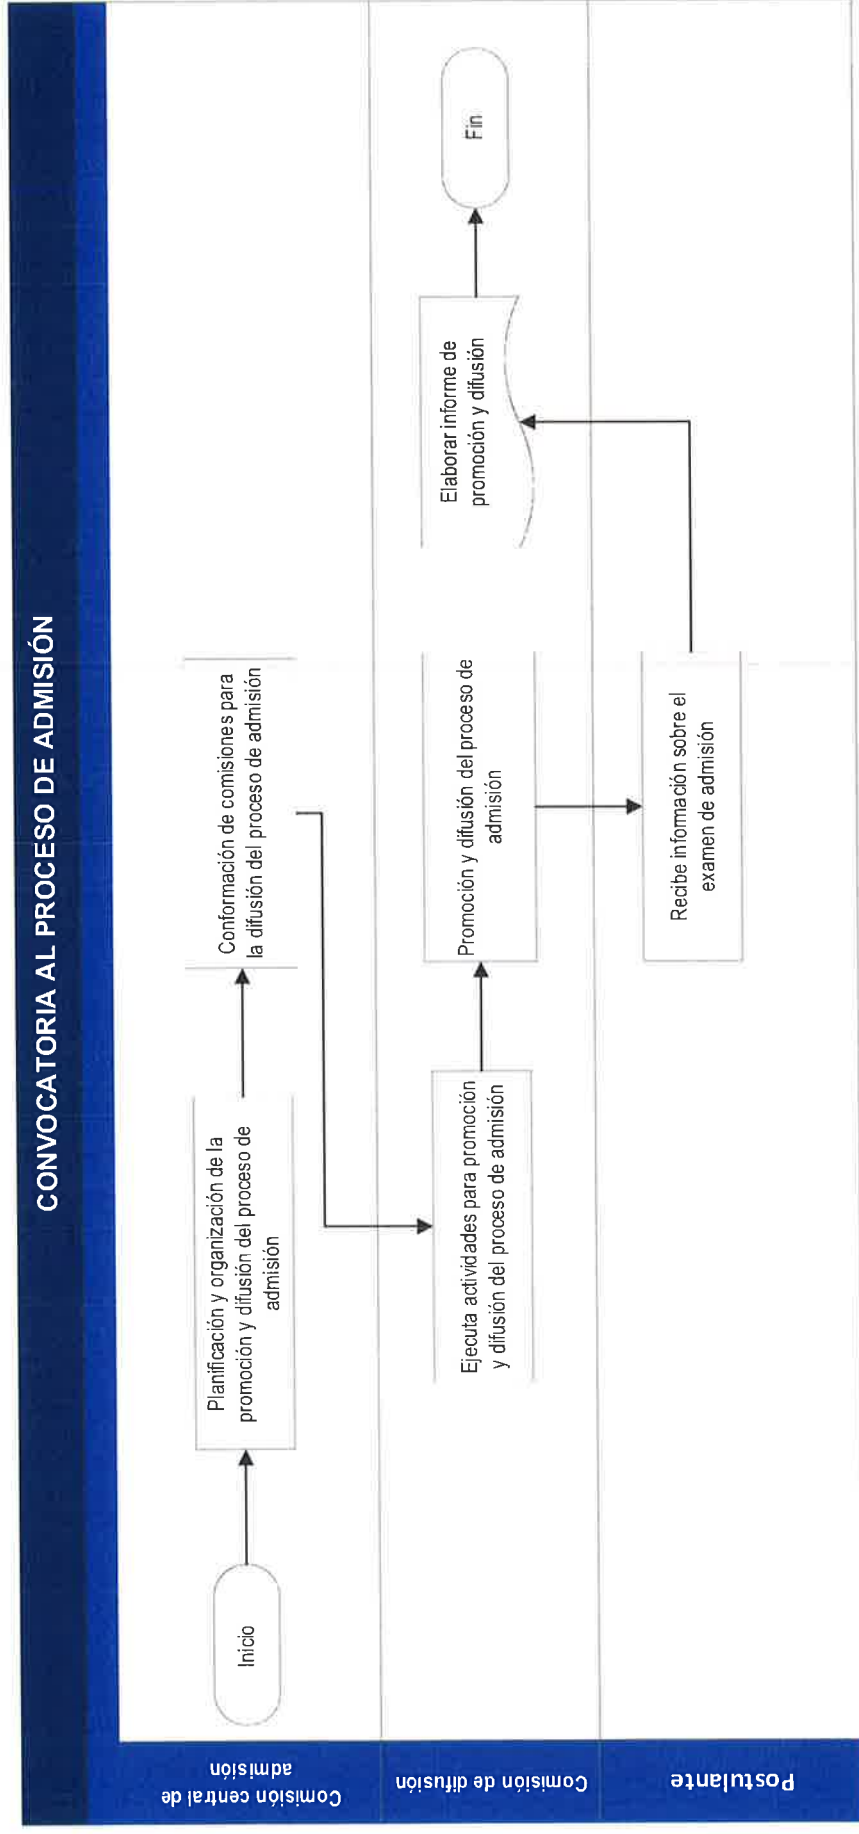 CONVOCATORIA AL PROCESO DE ADMISIÓN
Comisión central de
admisión
Inicio
Planificación y organización de la
promoción y difusión del proceso de
admisión
Conformación de comisiones para
la difusión del proceso de admisión
Comisión de difusión
Ejecuta actividades para promoción
y difusión del proceso de admisión
Promoción y difusión del proceso de
admisión
Elaborar informe de
promoción y difusión
Fin
Postulante
Recibe información sobre el
examen de admisión